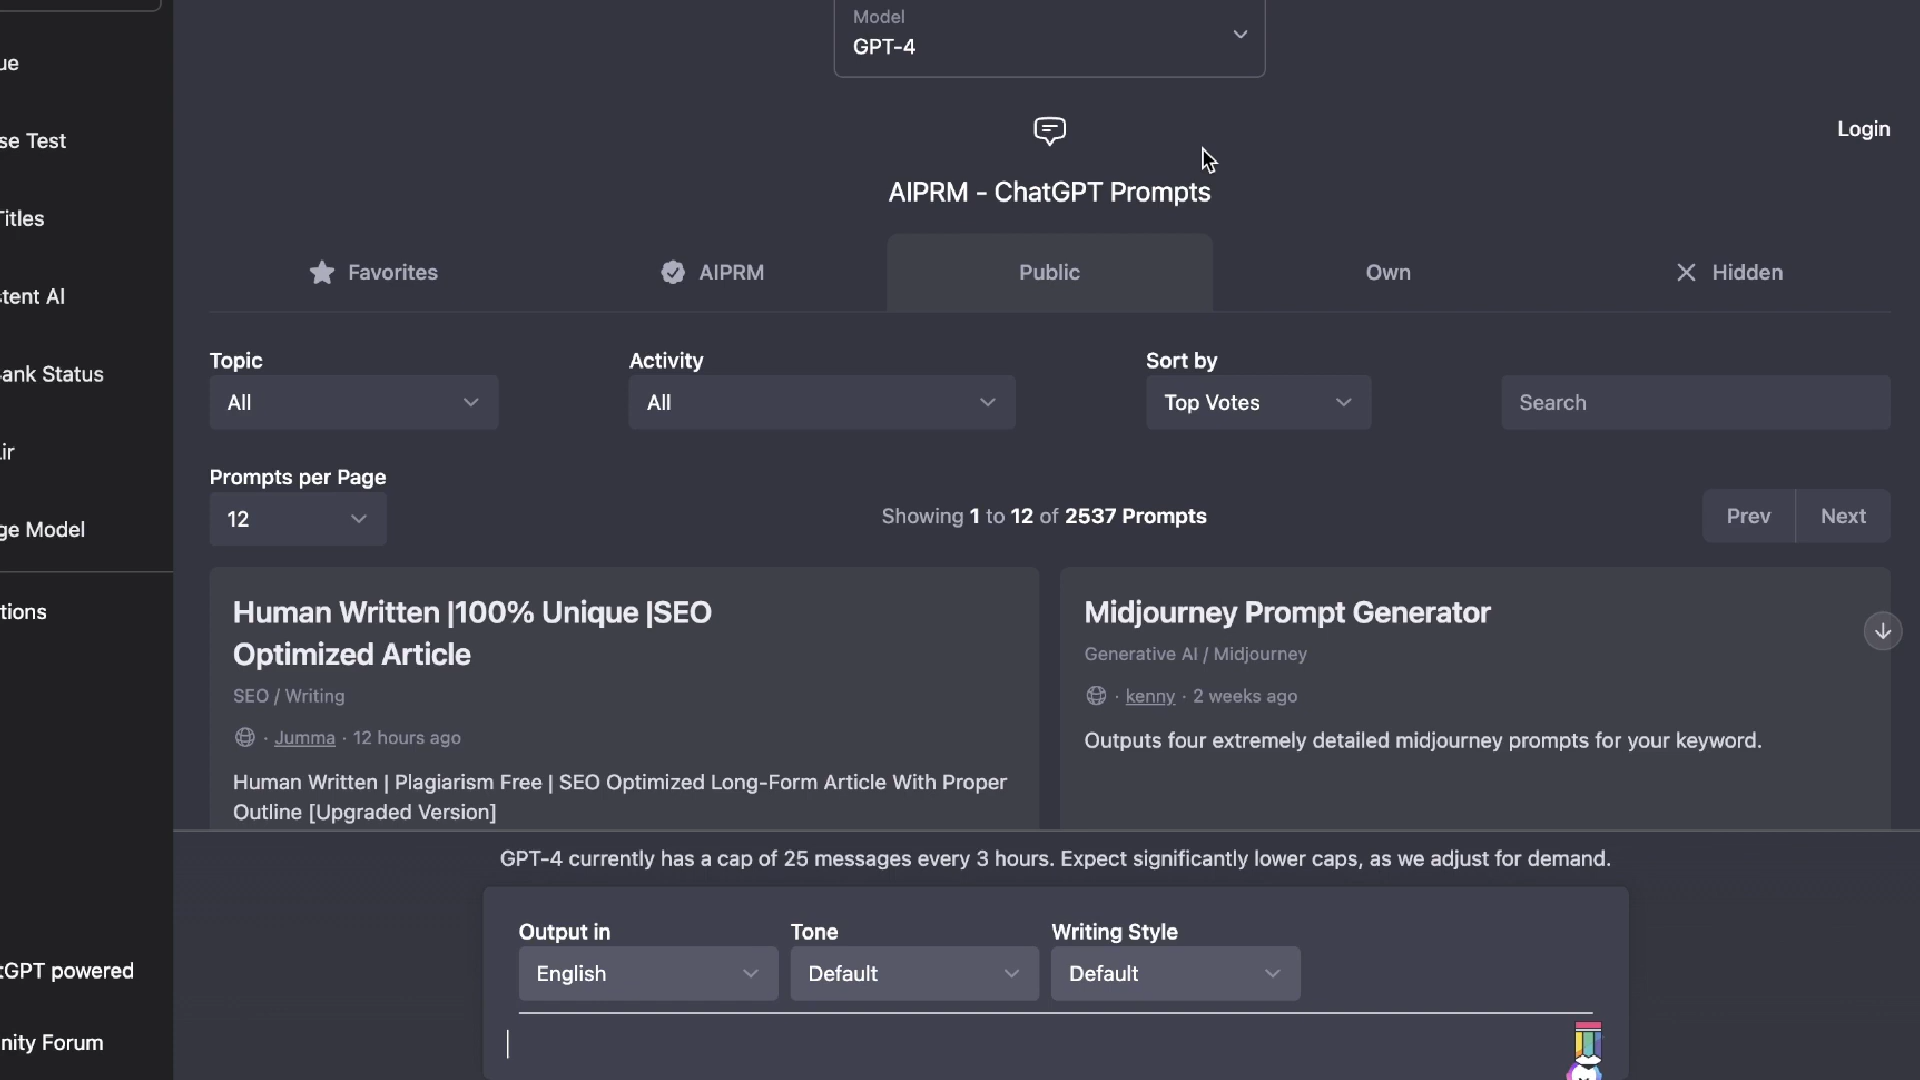 Model
GPT-4
Login
AIPRM - ChatGPT Prompts
Favorites
AIPRM
Public
Own
Hidden
Topic
All
Activity
All
Sort by
Top Votes
Search
Prompts per Page
12
Showing 1 to 12 of 2537 Prompts
Prev
Next
Human Written |100% Unique |SEO
Optimized Article
SEO / Writing
· Jumma · 12 hours ago
Human Written | Plagiarism Free | SEO Optimized Long-Form Article With Proper
Outline [Upgraded Version]
Midjourney Prompt Generator
Generative AI / Midjourney
· kenny · 2 weeks ago
Outputs four extremely detailed midjourney prompts for your keyword.
GPT-4 currently has a cap of 25 messages every 3 hours. Expect significantly lower caps, as we adjust for demand.
Output in
English
Tone
Default
Writing Style
Default
ue
se Test
Titles
stent AI
ank Status
ir
ge Model
tions
tGPT powered
nity Forum